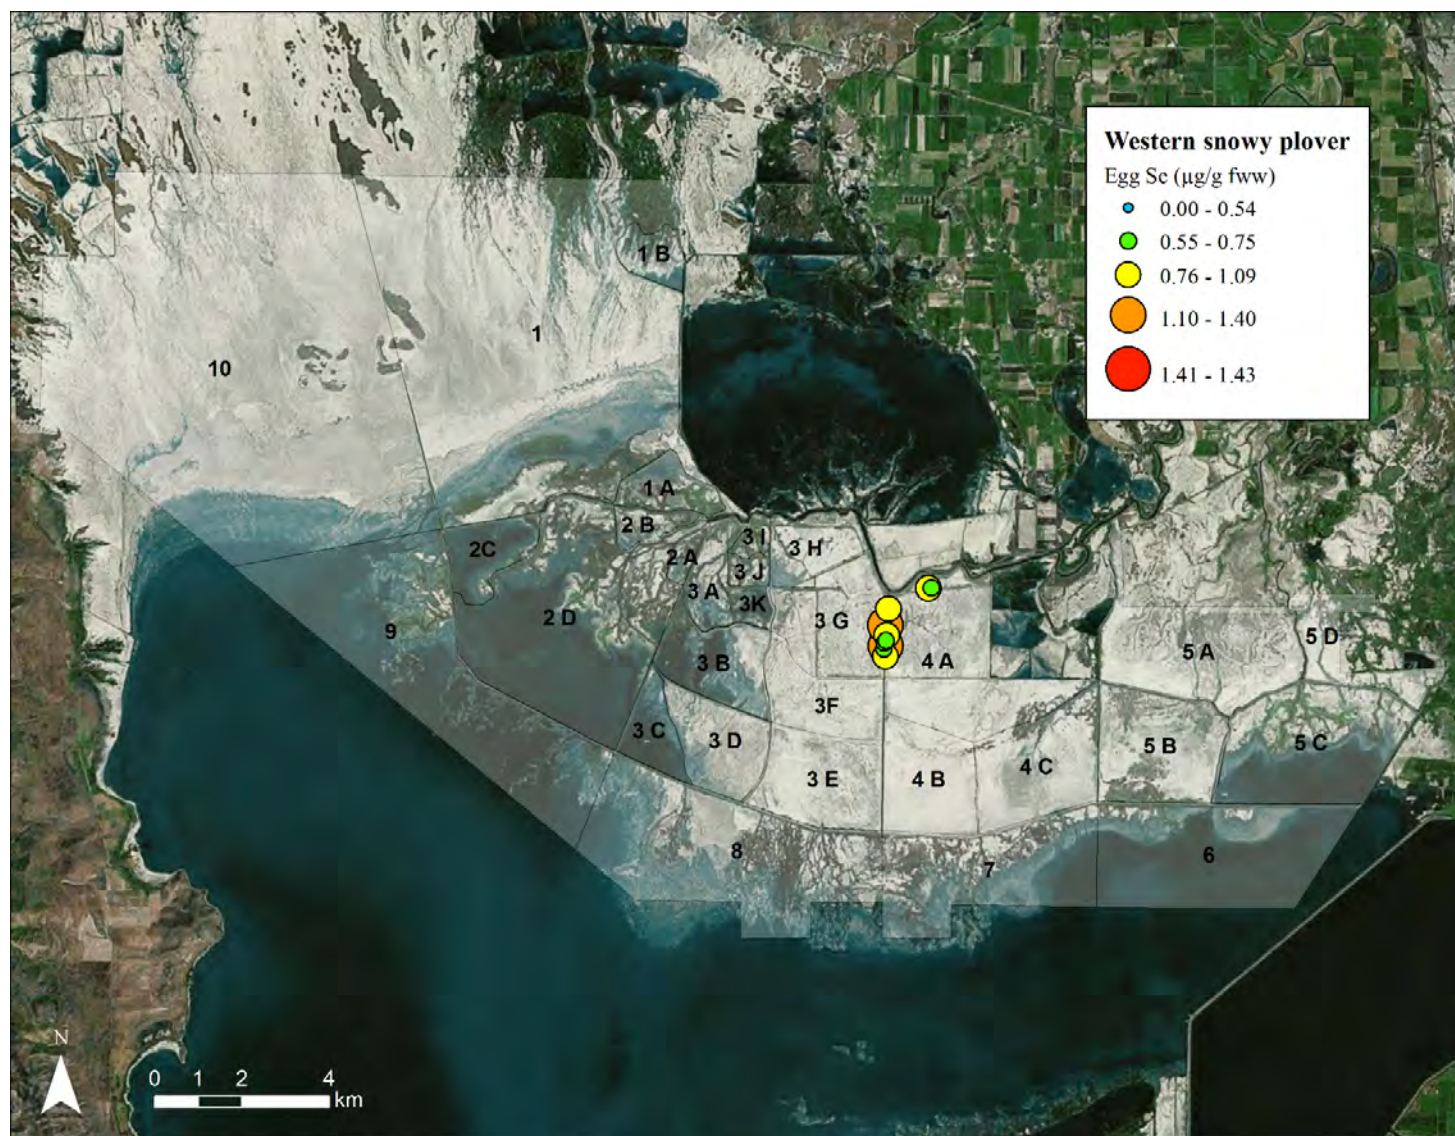 Western snowy plover
Egg Se (µg/g fww)
0.00 - 0.54
0.55 - 0.75
0.76 - 1.09
1.10 - 1.40
1.41 - 1.43
1 B
1
10
1 A
2 B
2C
2 A
3 I
3 H
3 J
3 A
3K
2 D
9
3 G
4 A
3 B
5 A
5 D
3F
3 C
3 D
5 B
5 C
3 E
4 B
4 C
8
7
6
N
0 1 2 4
km